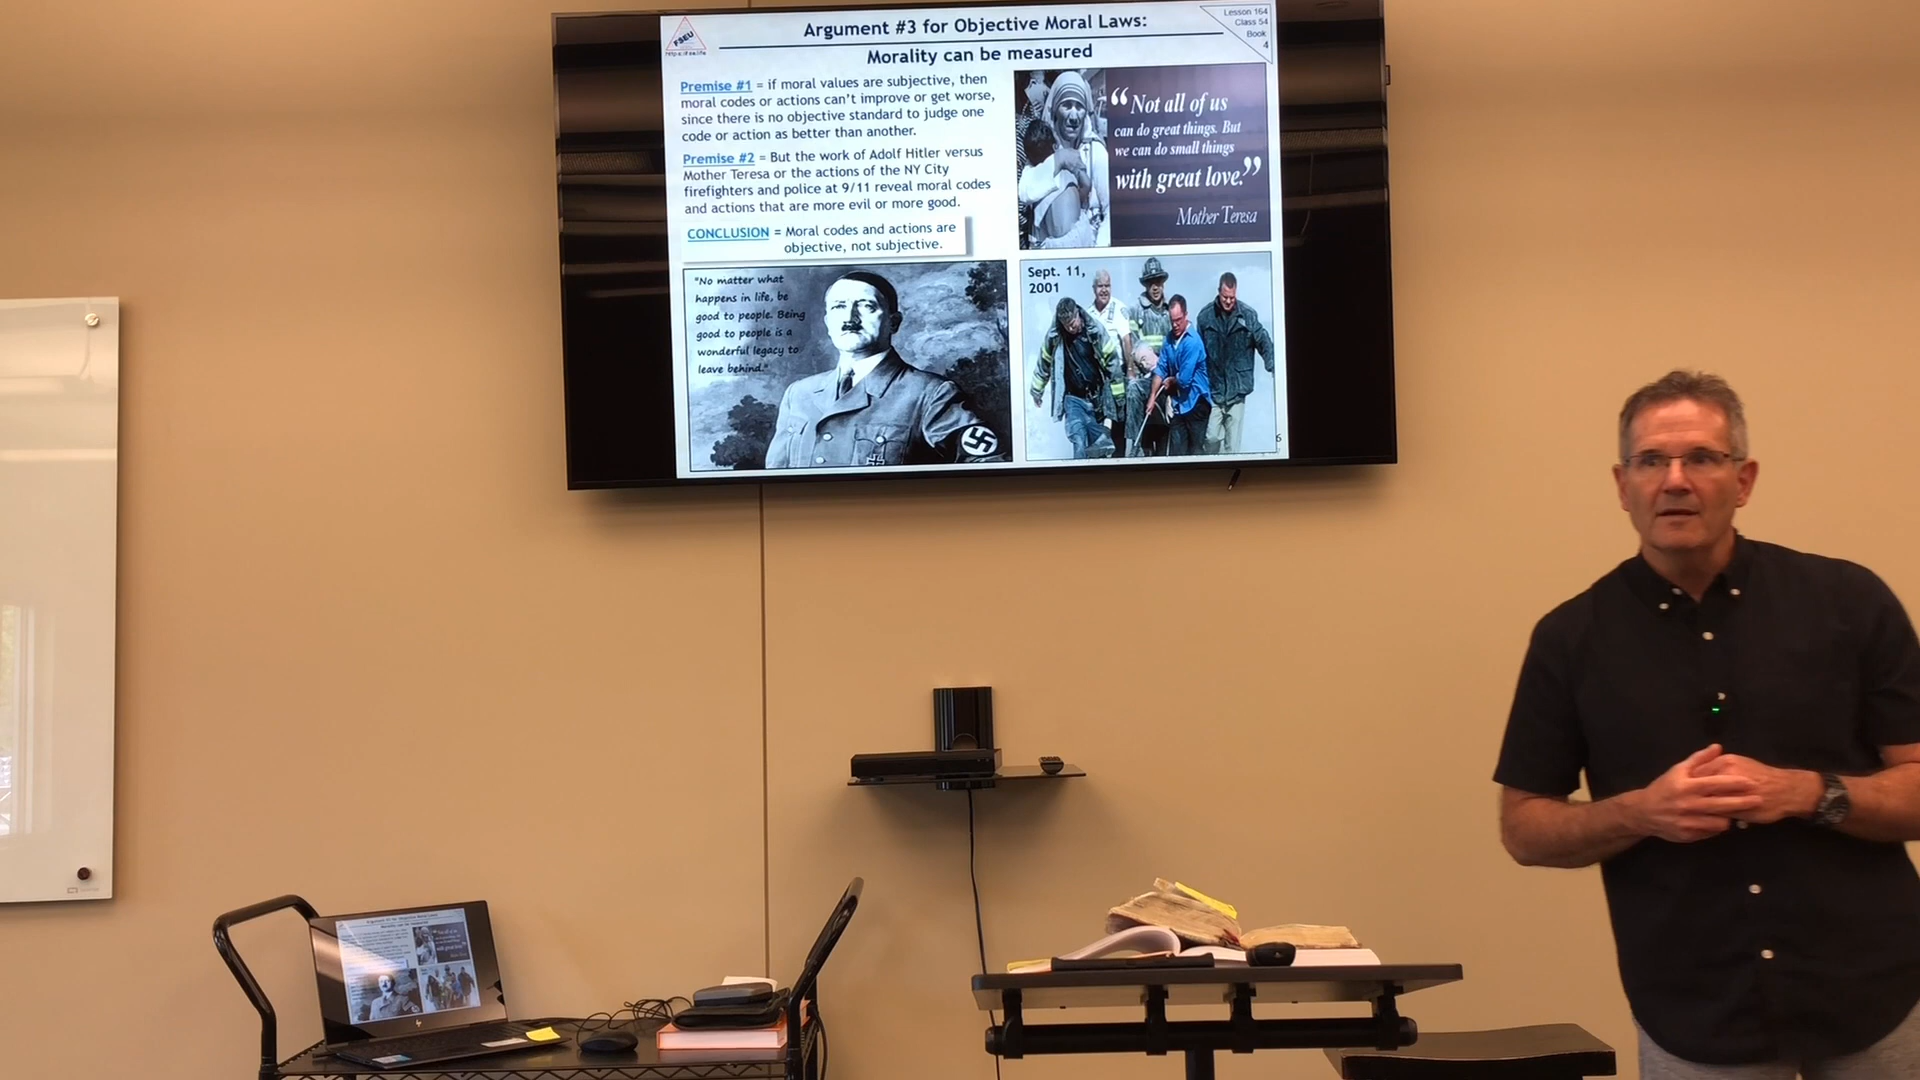 Argument #3 for Objective Moral Laws:
Morality can be measured
FSEU
Lesson 164
Class 54
Book
4
Premise #1 = if moral values are subjective, then
moral codes or actions can't improve or get worse,
since there is no objective standard to judge one
code or action as better than another.
Premise #2 = But the work of Adolf Hitler versus
Mother Teresa or the actions of the NY City
firefighters and police at 9/11 reveal moral codes
and actions that are more evil or more good.
CONCLUSION = Moral codes and actions are
objective, not subjective.
“Not all of us
can do great things. But
we can do small things
with great love.”
Mother Teresa
"No matter what
happens in life, be
good to people. Being
good to people is a
wonderful legacy to
leave behind."
Sept. 11,
2001
6